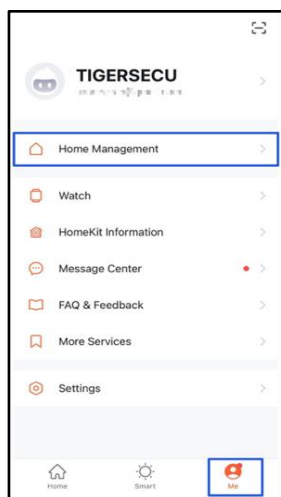 TIGERSECU
Home Management
Watch
HomeKit Information
Message Center
FAQ & Feedback
More Services
Settings
Home
Smart
Me